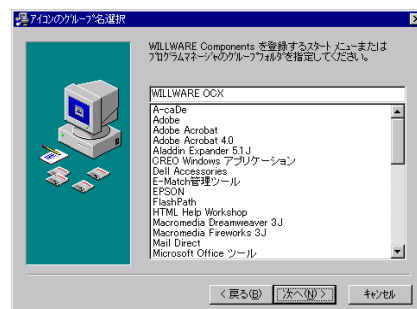 アイコンのグループ名選択
WILLWARE Components を登録するスタート メニューまたは
プログラムマネージャのグループフォルダを指定してください。
WILLWARE OCX
A-caDe
Adobe
Adobe Acrobat
Adobe Acrobat 4.0
Aladdin Expander 5.1J
CREO Windows アプリケーション
Dell Accessories
E-Match管理ツール
EPSON
FlashPath
HTML Help Workshop
Macromedia Dreamweaver 3J
Macromedia Fireworks 3J
Mail Direct
Microsoft Office ツール
< 戻る(B)
次へ(N) >
キャンセル